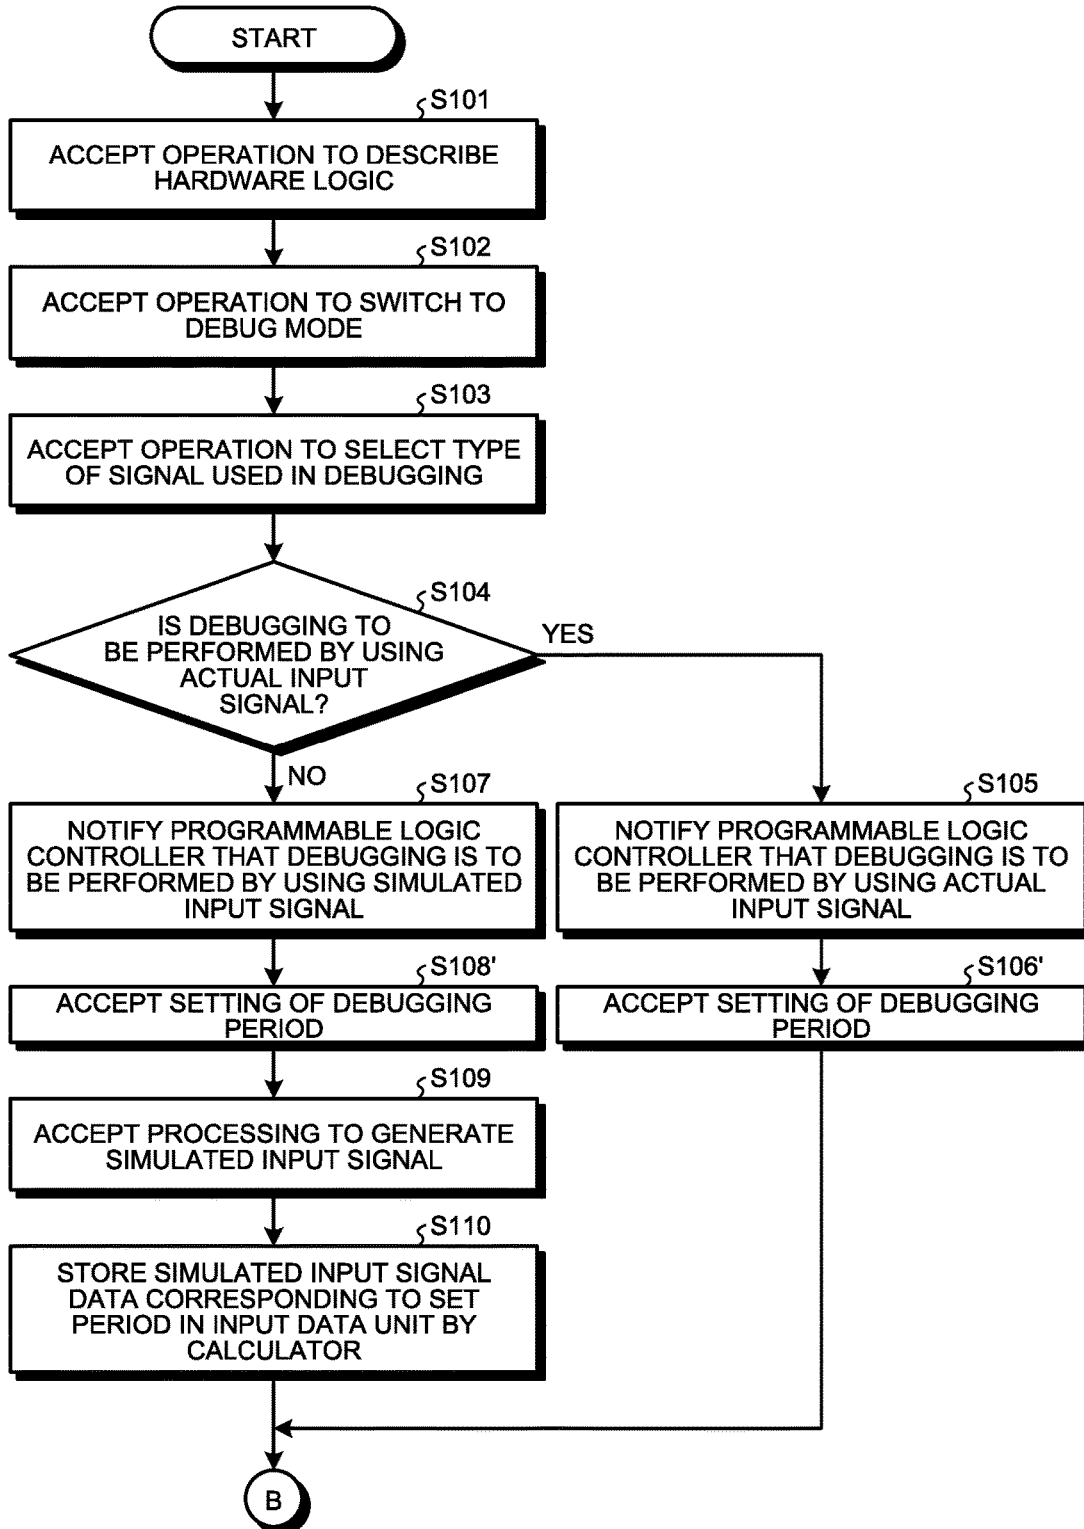 START
S101
ACCEPT OPERATION TO DESCRIBE
HARDWARE LOGIC
S102
ACCEPT OPERATION TO SWITCH TO
DEBUG MODE
S103
ACCEPT OPERATION TO SELECT TYPE
OF SIGNAL USED IN DEBUGGING
S104
IS DEBUGGING TO
BE PERFORMED BY USING
ACTUAL INPUT
SIGNAL?
YES
NO
S107
NOTIFY PROGRAMMABLE LOGIC
CONTROLLER THAT DEBUGGING IS TO
BE PERFORMED BY USING SIMULATED
INPUT SIGNAL
S105
NOTIFY PROGRAMMABLE LOGIC
CONTROLLER THAT DEBUGGING IS TO
BE PERFORMED BY USING ACTUAL
INPUT SIGNAL
S108'
ACCEPT SETTING OF DEBUGGING
PERIOD
S106'
ACCEPT SETTING OF DEBUGGING
PERIOD
S109
ACCEPT PROCESSING TO GENERATE
SIMULATED INPUT SIGNAL
S110
STORE SIMULATED INPUT SIGNAL
DATA CORRESPONDING TO SET
PERIOD IN INPUT DATA UNIT BY
CALCULATOR
B